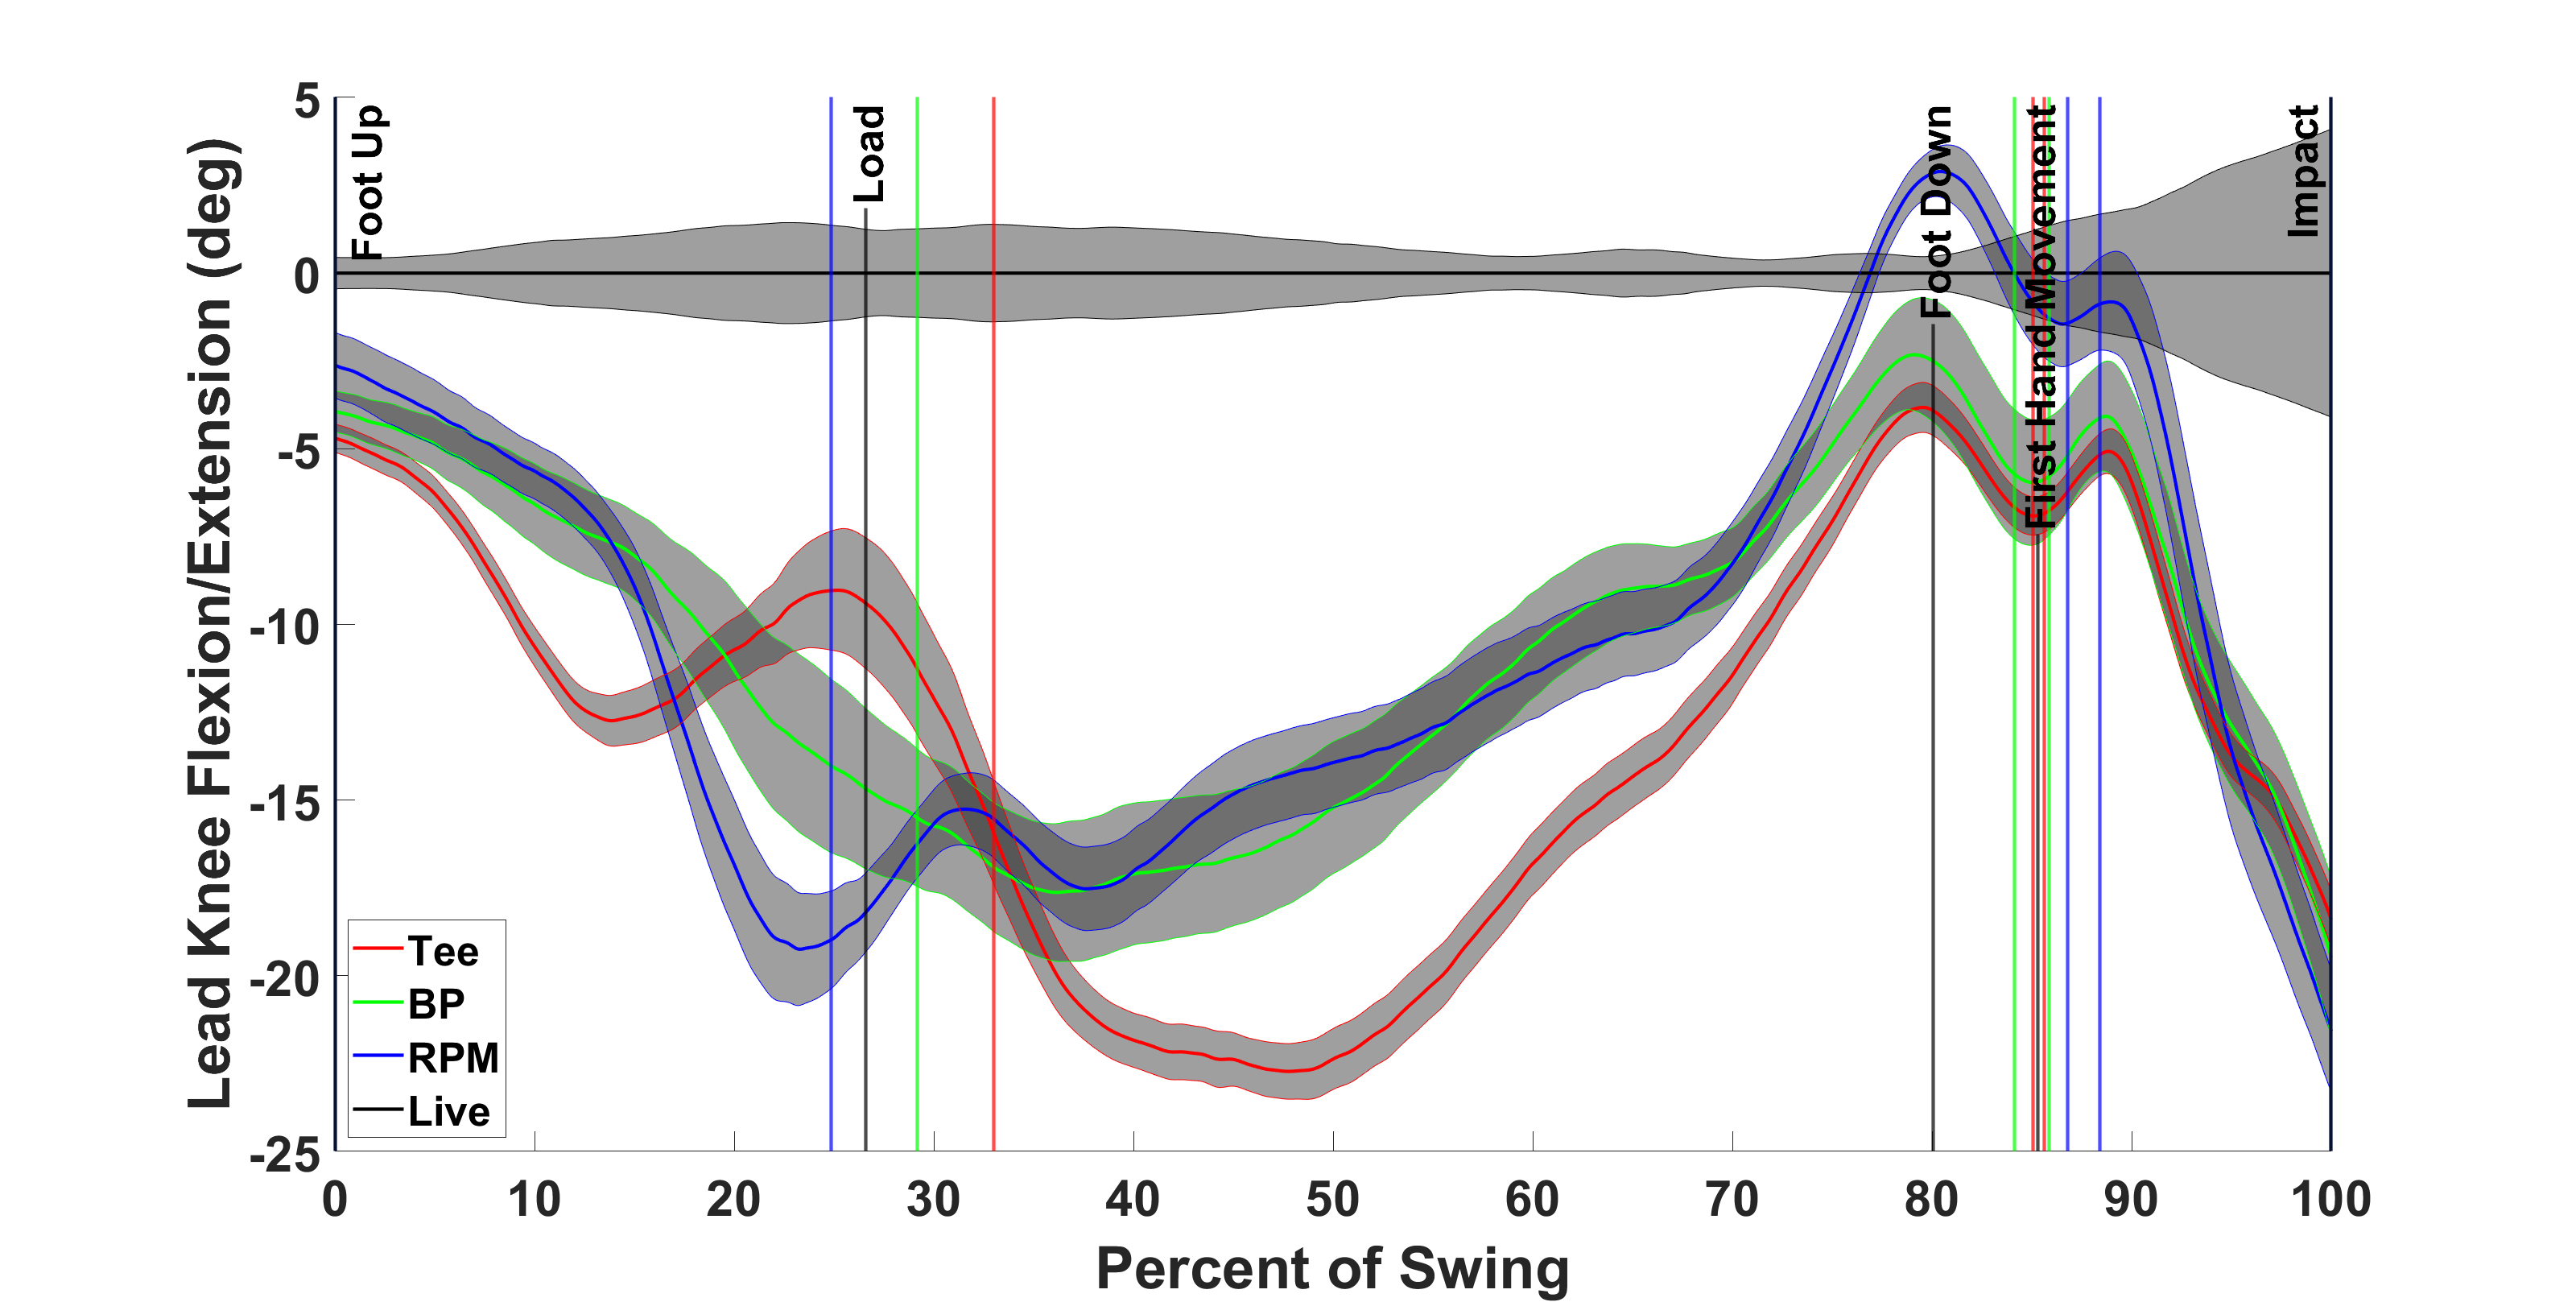 Lead Knee Flexion/Extension (deg)
5
0
-5
-10
-15
-20
-25
Foot Up
Load
Foot Down
First Hand Movement
Impact
Tee
BP
RPM
Live
0 10 20 30 40 50 60 70 80 90 100
Percent of Swing